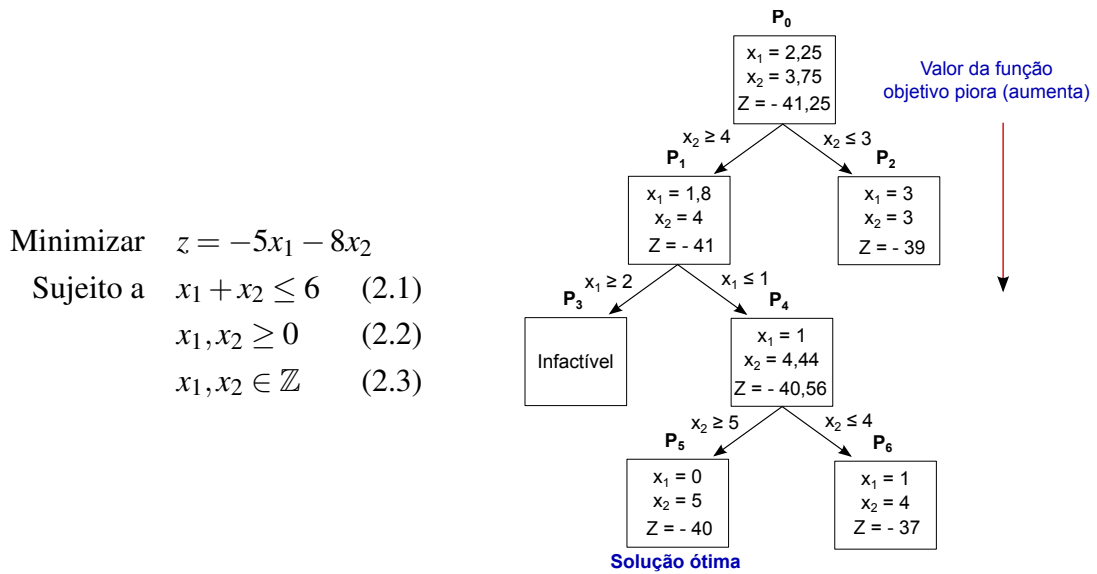 Minimizar z = −5x₁ − 8x₂
Sujeito a x₁ + x₂ ≤ 6 (2.1)
x₁, x₂ ≥ 0 (2.2)
x₁, x₂ ∈ ℤ (2.3)
P₀
x₁ = 2,25
x₂ = 3,75
Z = - 41,25
Valor da função
objetivo piora (aumenta)
x₂ ≥ 4
x₂ ≤ 3
P₁
x₁ = 1,8
x₂ = 4
Z = - 41
P₂
x₁ = 3
x₂ = 3
Z = - 39
x₁ ≥ 2
x₁ ≤ 1
P₃
Infactível
P₄
x₁ = 1
x₂ = 4,44
Z = - 40,56
x₂ ≥ 5
x₂ ≤ 4
P₅
x₁ = 0
x₂ = 5
Z = - 40
Solução ótima
P₆
x₁ = 1
x₂ = 4
Z = - 37